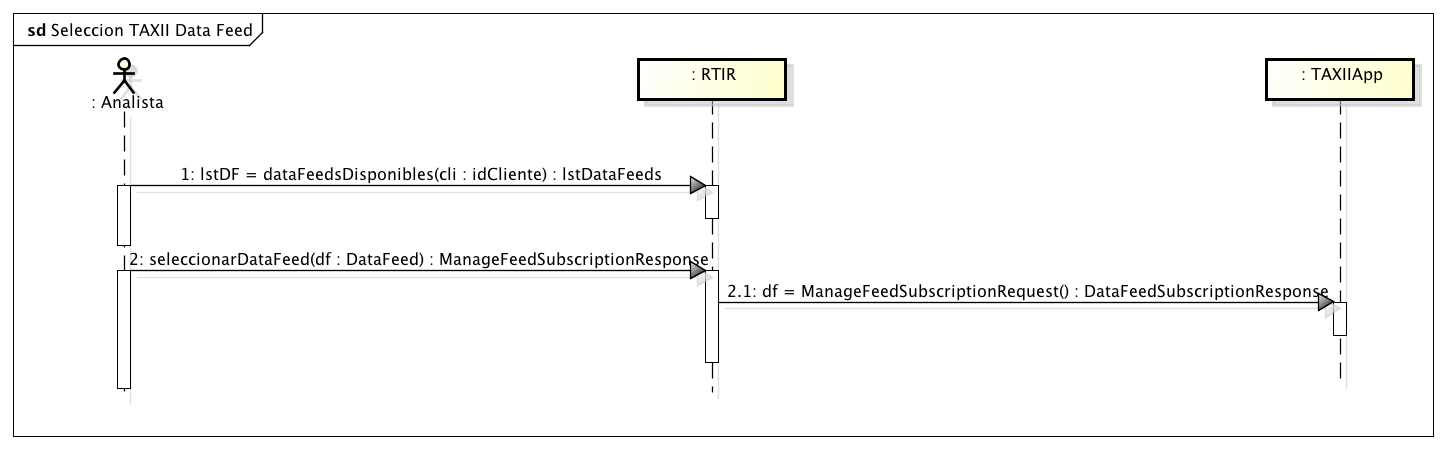 sd Seleccion TAXII Data Feed
: Analista
: RTIR
: TAXIIApp
1: lstDF = dataFeedsDisponibles(cli : idCliente) : lstDataFeeds
2: seleccionarDataFeed(df : DataFeed) : ManageFeedSubscriptionResponse
2.1: df = ManageFeedSubscriptionRequest() : DataFeedSubscriptionResponse